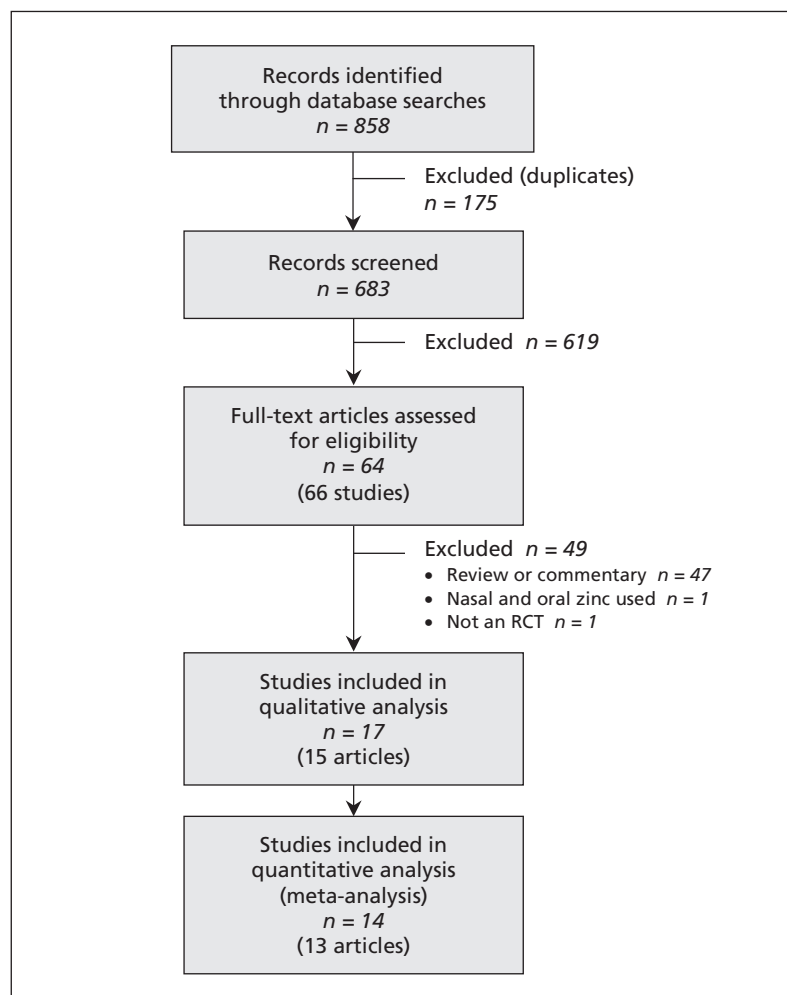 Records identified
through database searches
n = 858
Excluded (duplicates)
n = 175
Records screened
n = 683
Excluded n = 619
Full-text articles assessed
for eligibility
n = 64
(66 studies)
Excluded n = 49
• Review or commentary n = 47
• Nasal and oral zinc used n = 1
• Not an RCT n = 1
Studies included in
qualitative analysis
n = 17
(15 articles)
Studies included in
quantitative analysis
(meta-analysis)
n = 14
(13 articles)